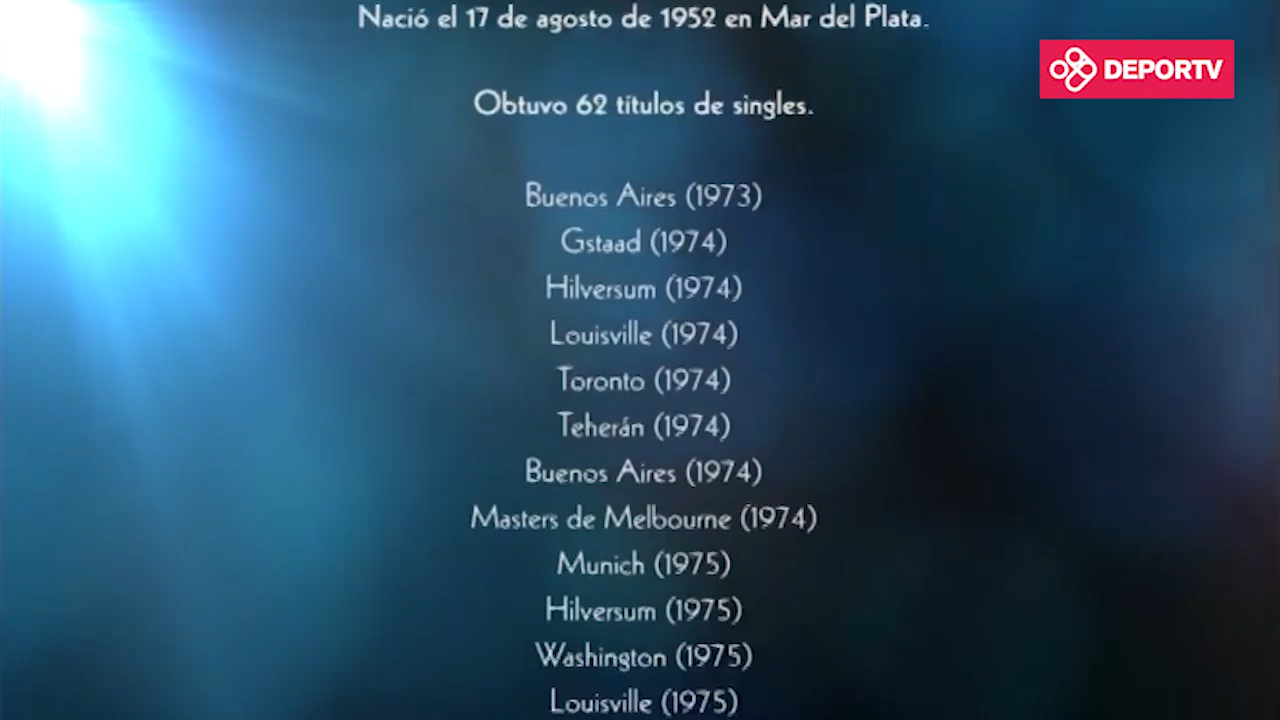 Nació el 17 de agosto de 1952 en Mar del Plata.
DEPORTV
Obtuvo 62 títulos de singles.
Buenos Aires (1973)
Gstaad (1974)
Hilversum (1974)
Louisville (1974)
Toronto (1974)
Teherán (1974)
Buenos Aires (1974)
Masters de Melbourne (1974)
Munich (1975)
Hilversum (1975)
Washington (1975)
Louisville (1975)